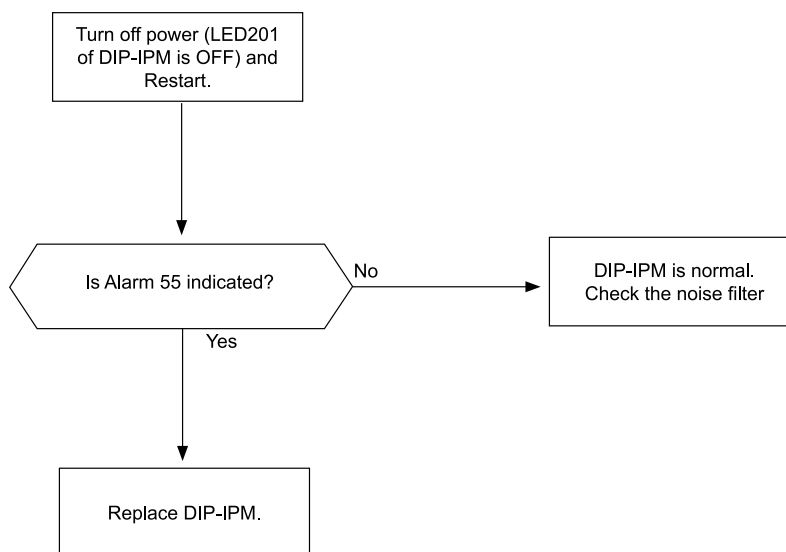 Turn off power (LED201
of DIP-IPM is OFF) and
Restart.
Is Alarm 55 indicated?
No
DIP-IPM is normal.
Check the noise filter
Yes
Replace DIP-IPM.